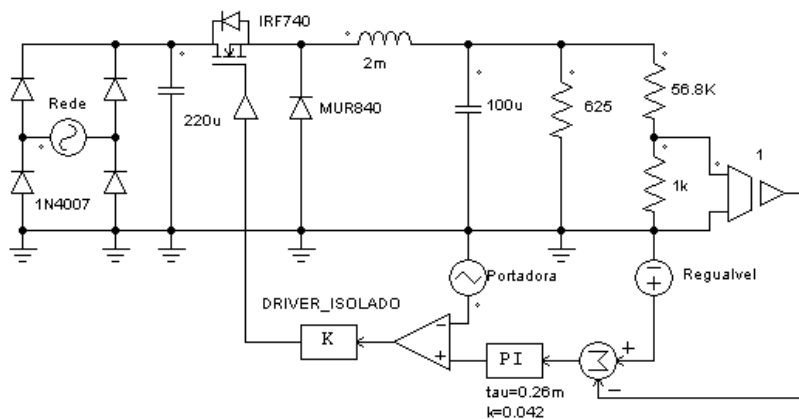 IRF740
2m
56.8K
Rede
220u
MUR840
100u
625
1
1k
1N4007
Portadora
Regualvel
DRIVER_ISOLADO
K
PI
Σ
tau=0.26m
k=0.042